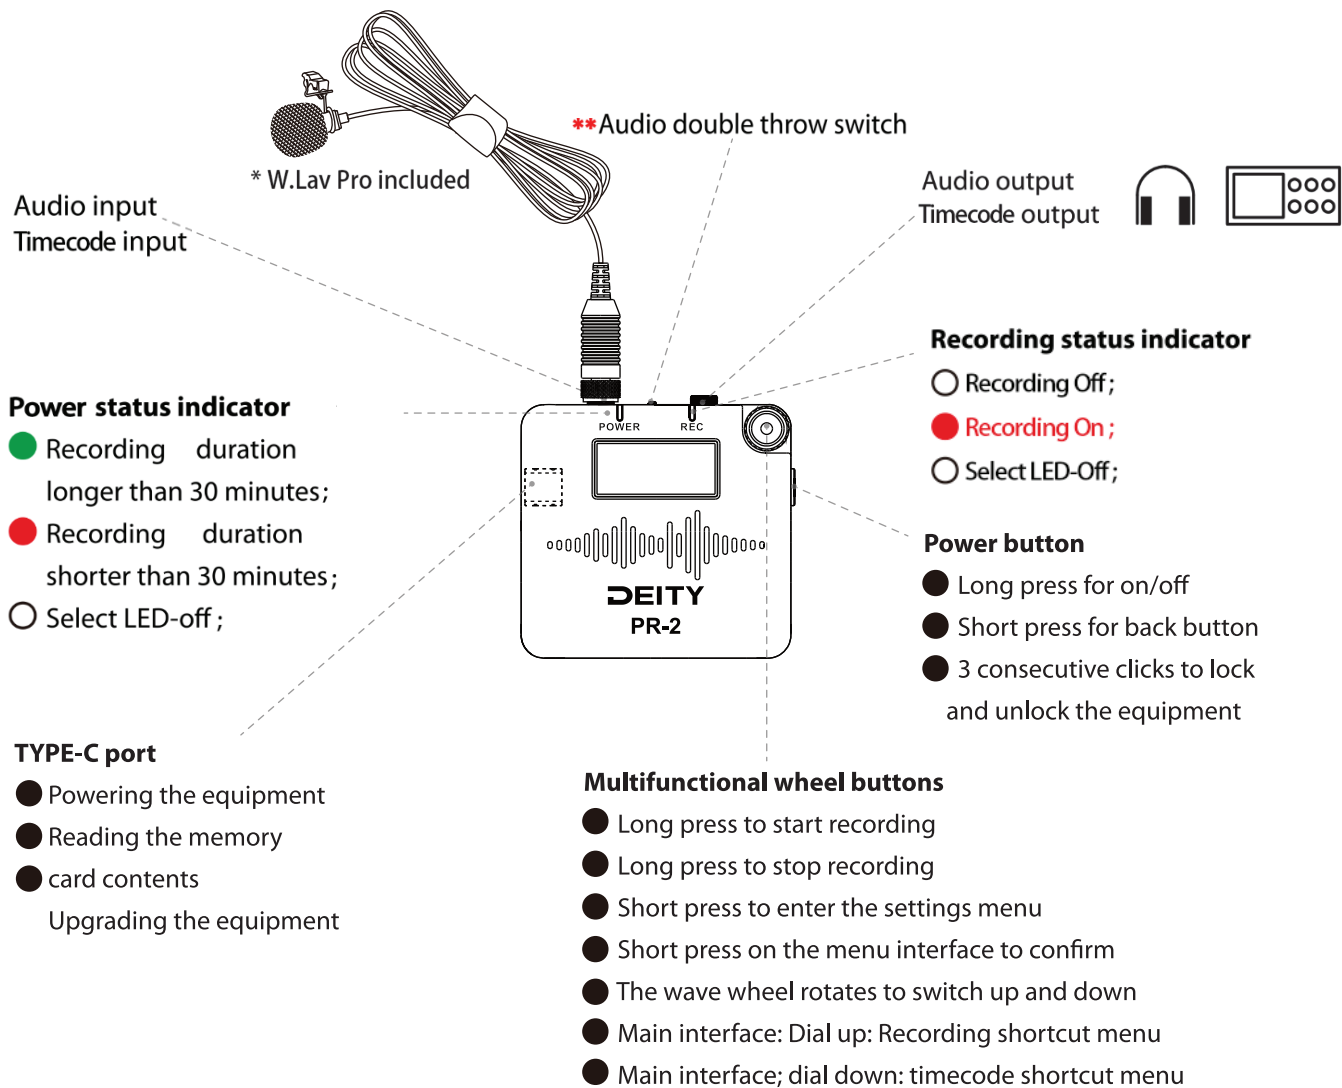 **Audio double throw switch
* W.Lav Pro included
Audio input
Timecode input
Audio output
Timecode output
Recording status indicator
Recording Off;
Recording On;
Select LED-Off;
Power status indicator
Recording duration
longer than 30 minutes;
Recording duration
shorter than 30 minutes;
Select LED-off;
POWER
REC
DEITY
PR-2
Power button
Long press for on/off
Short press for back button
3 consecutive clicks to lock
and unlock the equipment
TYPE-C port
Powering the equipment
Reading the memory
card contents
Upgrading the equipment
Multifunctional wheel buttons
Long press to start recording
Long press to stop recording
Short press to enter the settings menu
Short press on the menu interface to confirm
The wave wheel rotates to switch up and down
Main interface: Dial up: Recording shortcut menu
Main interface; dial down: timecode shortcut menu